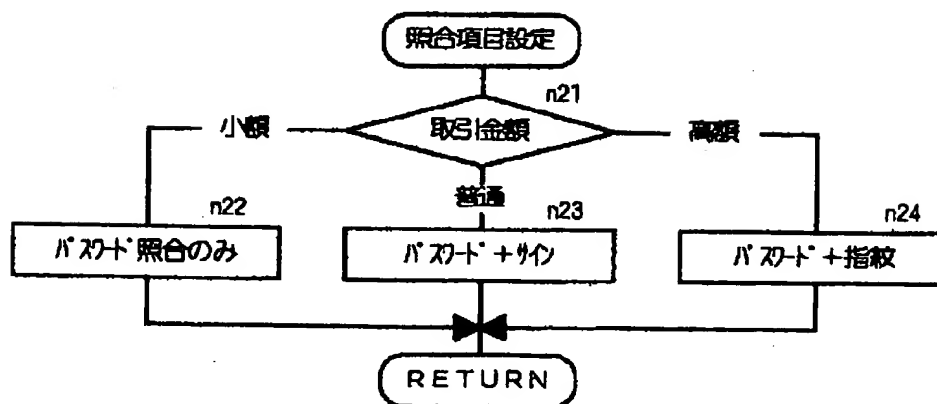 照合項目設定
n21
小額
取引金額
高額
普通
n22
n23
n24
パスワード照合のみ
パスワード+サイン
パスワード+指紋
RETURN